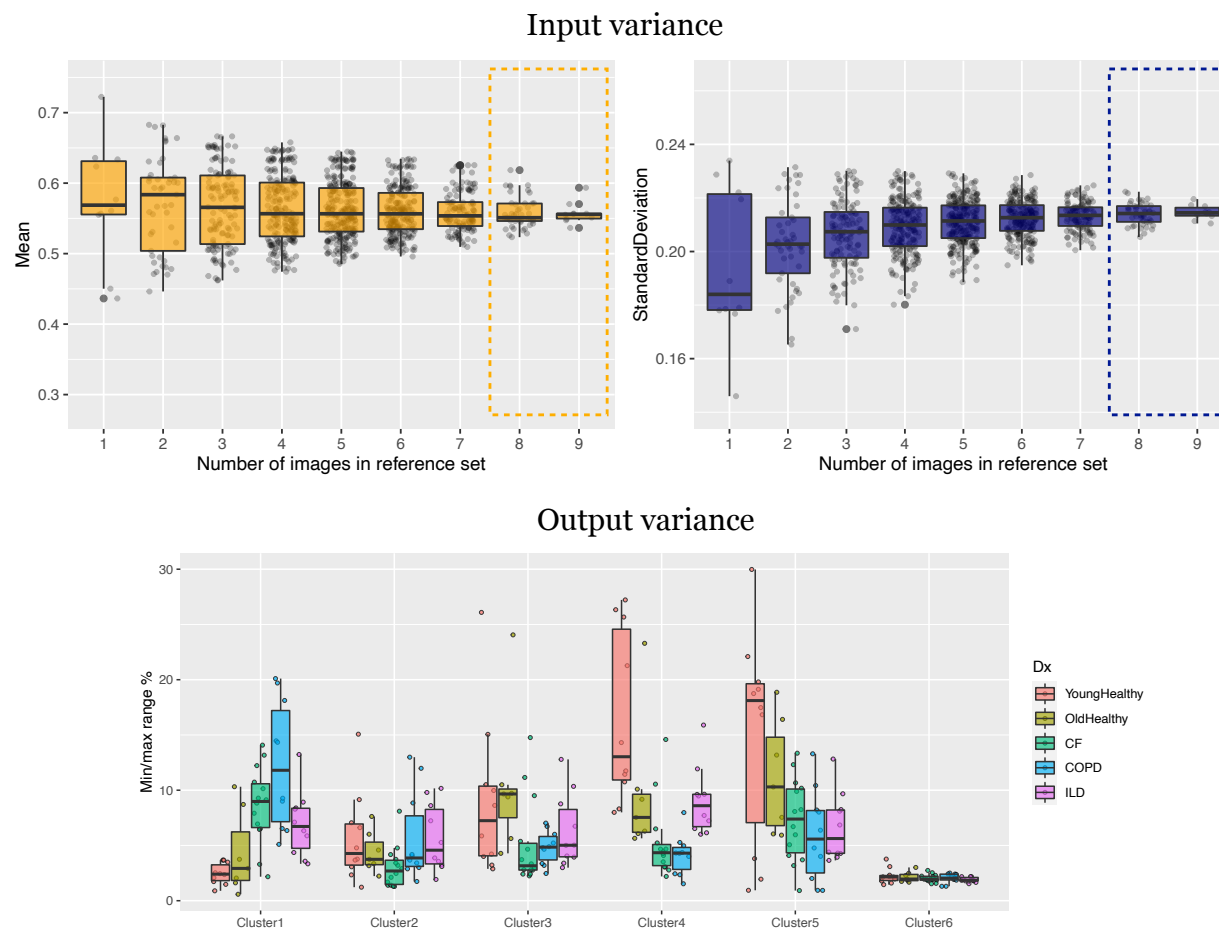 Input variance
0.7
0.6
0.5
0.4
0.3
Mean
1 2 3 4 5 6 7 8 9
Number of images in reference set
0.24
0.20
0.16
StandardDeviation
1 2 3 4 5 6 7 8 9
Number of images in reference set
Output variance
30
20
10
0
Min/max range %
Cluster1 Cluster2 Cluster3 Cluster4 Cluster5 Cluster6
Dx
YoungHealthy
OldHealthy
CF
COPD
ILD